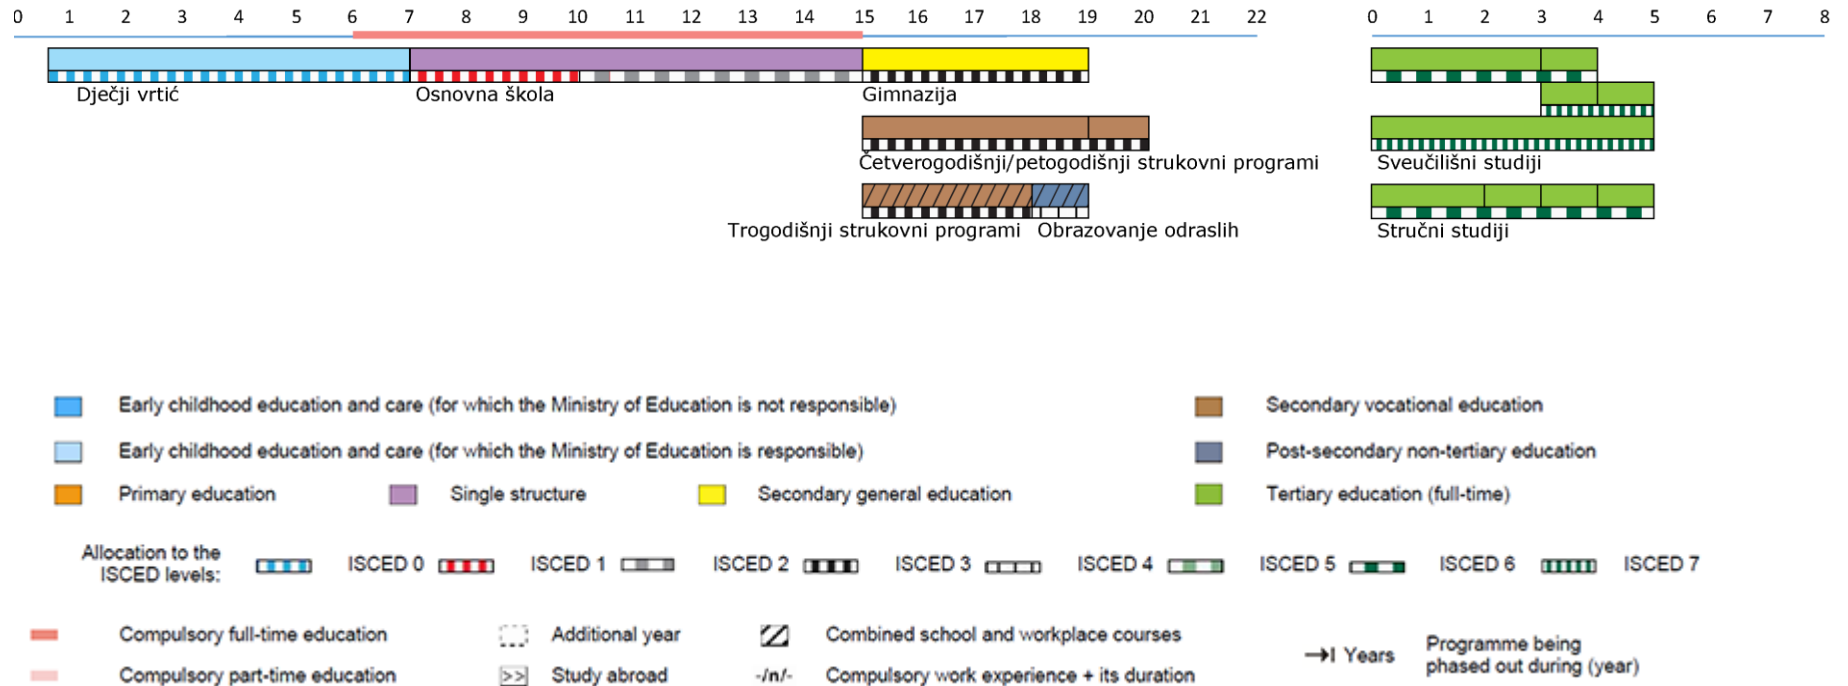 0 1 2 3 4 5 6 7 8 9 10 11 12 13 14 15 16 17 18 19 20 21 22 0 1 2 3 4 5 6 7 8
Dječji vrtić Osnovna škola Gimnazija
Četverogodišnji/petogodišnji strukovni programi Sveučilišni studiji
Trogodišnji strukovni programi Obrazovanje odraslih Stručni studiji
Early childhood education and care (for which the Ministry of Education is not responsible) Secondary vocational education
Early childhood education and care (for which the Ministry of Education is responsible) Post-secondary non-tertiary education
Primary education Single structure Secondary general education Tertiary education (full-time)
Allocation to the
ISCED levels: ISCED 0 ISCED 1 ISCED 2 ISCED 3 ISCED 4 ISCED 5 ISCED 6 ISCED 7
Compulsory full-time education Additional year Combined school and workplace courses
Compulsory part-time education >> Study abroad -/n/- Compulsory work experience + its duration
Years
Programme being
phased out during (year)